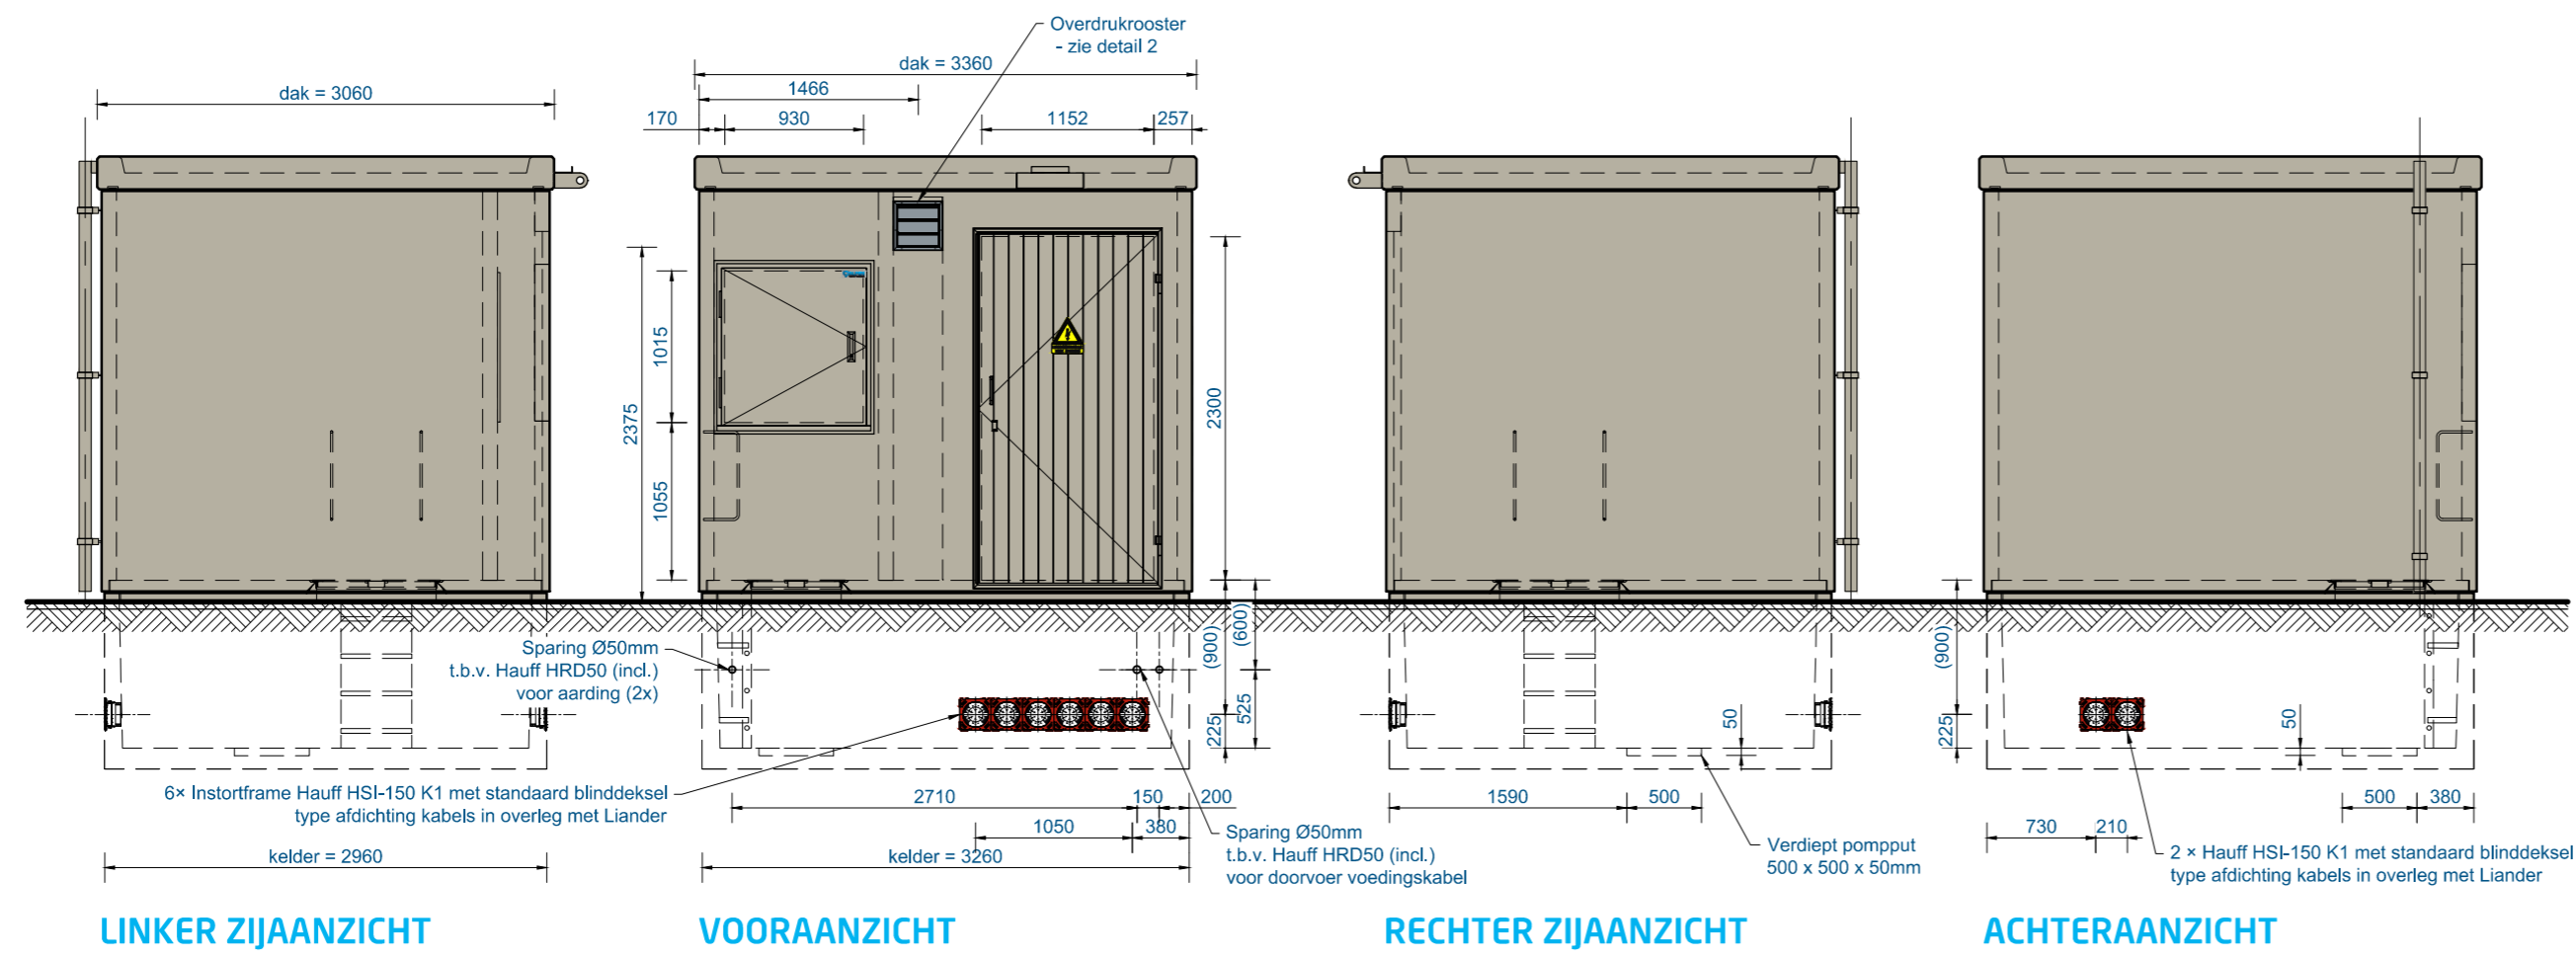 Overdrukrooster
- zie detail 2
dak = 3060
dak = 3360
1466
170
930
1152
257
2375
1015
1055
2300
(900)
(600)
225
525
Sparing Ø50mm
t.b.v. Hauff HRD50 (incl.)
voor aarding (2x)
6× Instortframe Hauff HSI-150 K1 met standaard blinddeksel
type afdichting kabels in overleg met Liander
2710
150
200
1050
380
kelder = 2960
kelder = 3260
Sparing Ø50mm
t.b.v. Hauff HRD50 (incl.)
voor doorvoer voedingskabel
50
1590
500
Verdiept pompput
500 x 500 x 50mm
(900)
225
50
500
380
730
210
2 × Hauff HSI-150 K1 met standaard blinddeksel
type afdichting kabels in overleg met Liander
LINKER ZIJAANZICHT
VOORAANZICHT
RECHTER ZIJAANZICHT
ACHTERAANZICHT